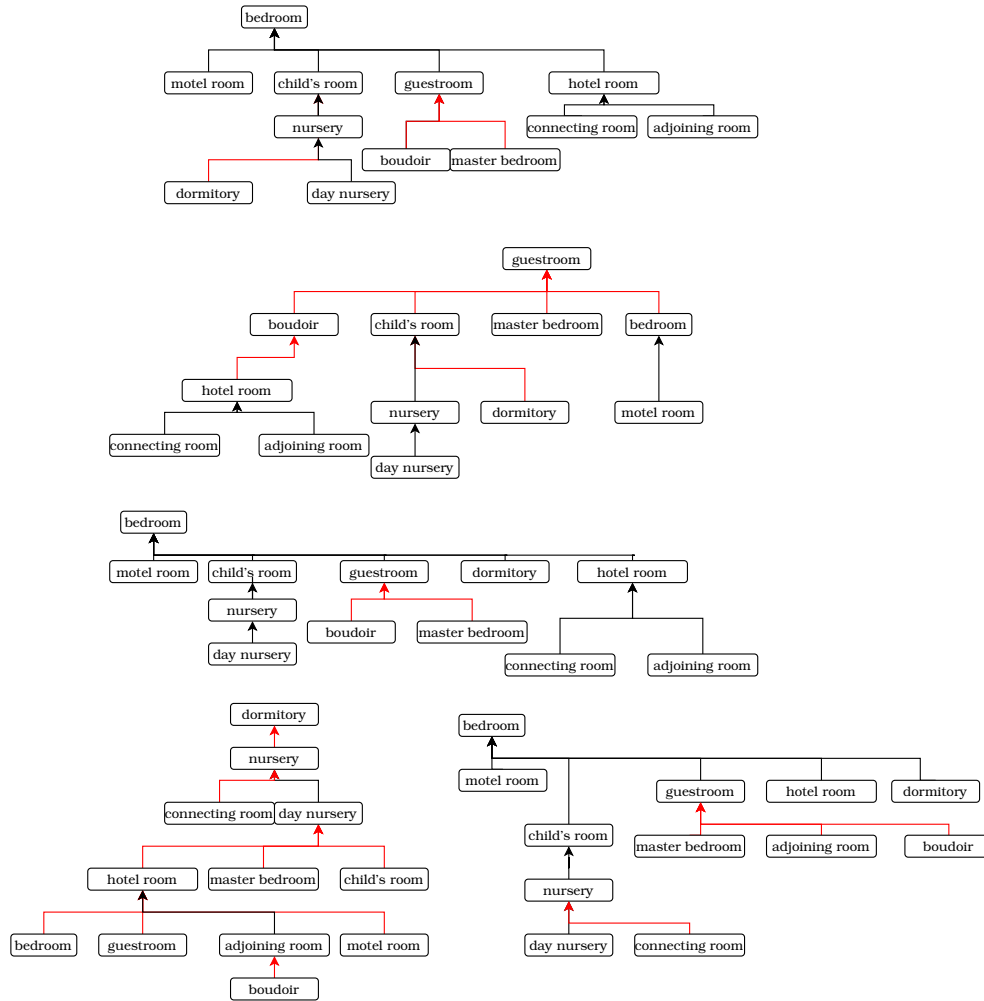 bedroom
motel room
child's room
guestroom
hotel room
nursery
connecting room
adjoining room
boudoir
master bedroom
dormitory
day nursery
guestroom
boudoir
child's room
master bedroom
bedroom
hotel room
nursery
dormitory
motel room
connecting room
adjoining room
day nursery
bedroom
motel room
child's room
guestroom
dormitory
hotel room
nursery
boudoir
master bedroom
day nursery
connecting room
adjoining room
dormitory
nursery
connecting room
day nursery
hotel room
master bedroom
child's room
bedroom
guestroom
adjoining room
motel room
boudoir
bedroom
motel room
guestroom
hotel room
dormitory
child's room
master bedroom
adjoining room
boudoir
nursery
day nursery
connecting room